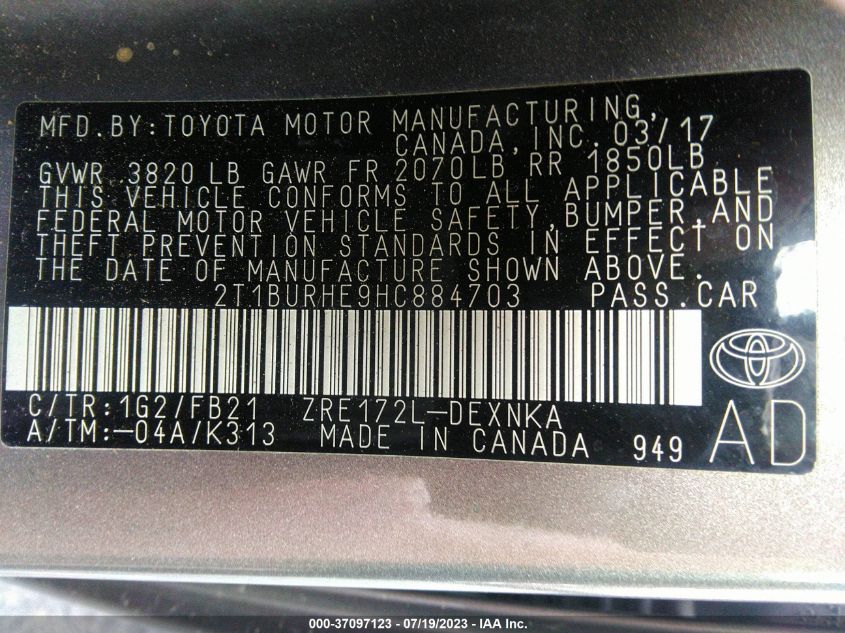 MFD.BY:TOYOTA MOTOR MANUFACTURING,
CANADA,INC. 03/17
GVWR 3820 LB GAWR FR 2070LB RR 1850LB
THIS VEHICLE CONFORMS TO ALL APPLICABLE
FEDERAL MOTOR VEHICLE SAFETY,BUMPER,AND
THEFT PREVENTION STANDARDS IN EFFECT ON
THE DATE OF MANUFACTURE SHOWN ABOVE.
2T1BURHE9HC884703 PASS.CAR
C/TR:1G2/FB21 ZRE172L-DEXNKA
A/TM:-04A/K313 MADE IN CANADA 949 AD
000-37097123 - 07/19/2023 - IAA Inc.